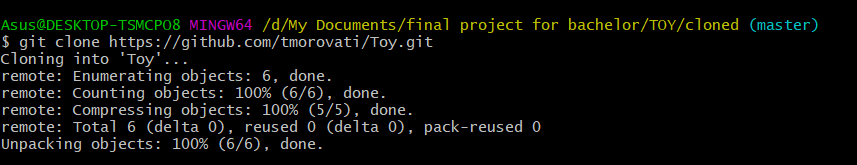 Asus@DESKTOP-TSMCPO8 MINGW64 /d/My Documents/final project for bachelor/TOY/cloned (master)
$ git clone https://github.com/tmorovati/Toy.git
Cloning into 'Toy'...
remote: Enumerating objects: 6, done.
remote: Counting objects: 100% (6/6), done.
remote: Compressing objects: 100% (5/5), done.
remote: Total 6 (delta 0), reused 0 (delta 0), pack-reused 0
Unpacking objects: 100% (6/6), done.